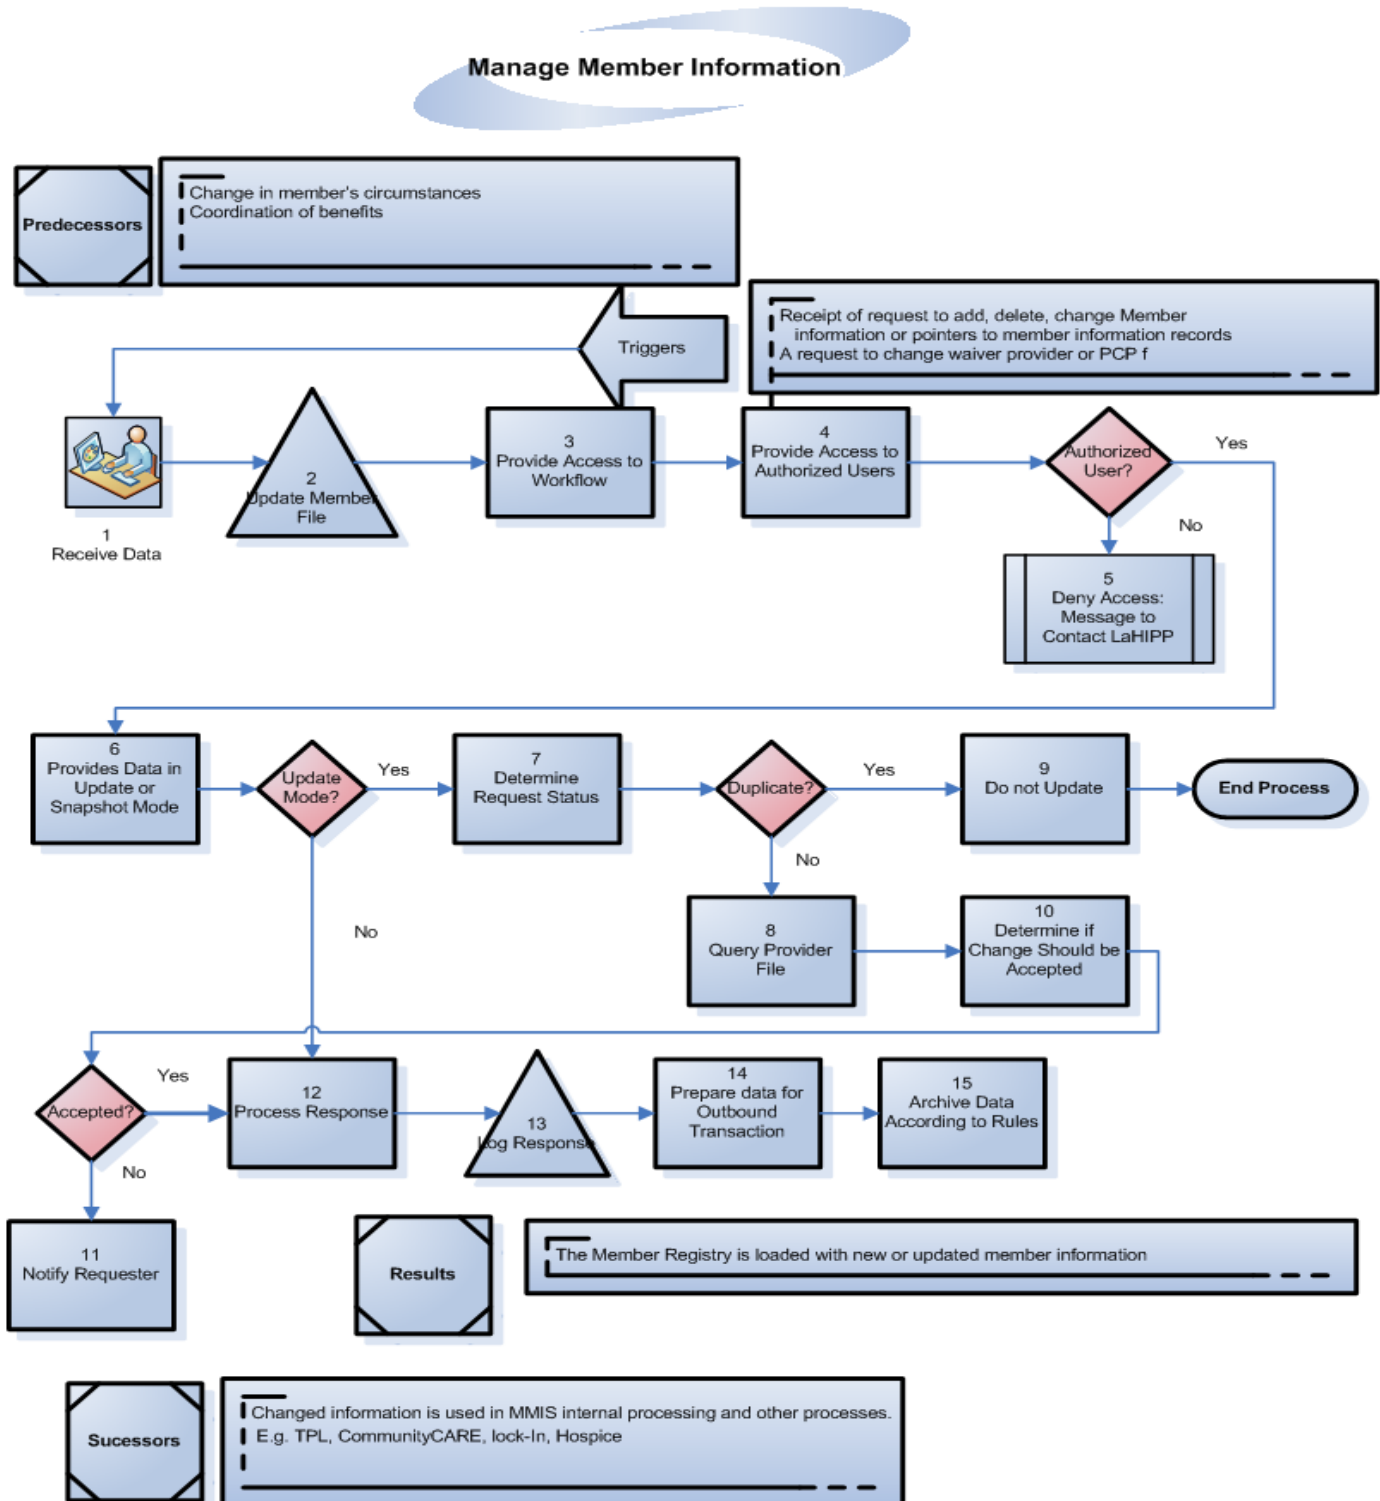 Manage Member Information
Predecessors
Change in member's circumstances
Coordination of benefits
Triggers
Receipt of request to add, delete, change Member
information or pointers to member information records
A request to change waiver provider or PCP f
1
Receive Data
2
Update Member
File
3
Provide Access to
Workflow
4
Provide Access to
Authorized Users
Authorized
User?
Yes
No
5
Deny Access:
Message to
Contact LaHIPP
6
Provides Data in
Update or
Snapshot Mode
Update
Mode?
Yes
No
7
Determine
Request Status
Duplicate?
Yes
No
9
Do not Update
End Process
8
Query Provider
File
10
Determine if
Change Should be
Accepted
Accepted?
Yes
No
12
Process Response
13
Log Response
14
Prepare data for
Outbound
Transaction
15
Archive Data
According to Rules
11
Notify Requester
Results
The Member Registry is loaded with new or updated member information
Sucessors
Changed information is used in MMIS internal processing and other processes.
E.g. TPL, CommunityCARE, lock-In, Hospice